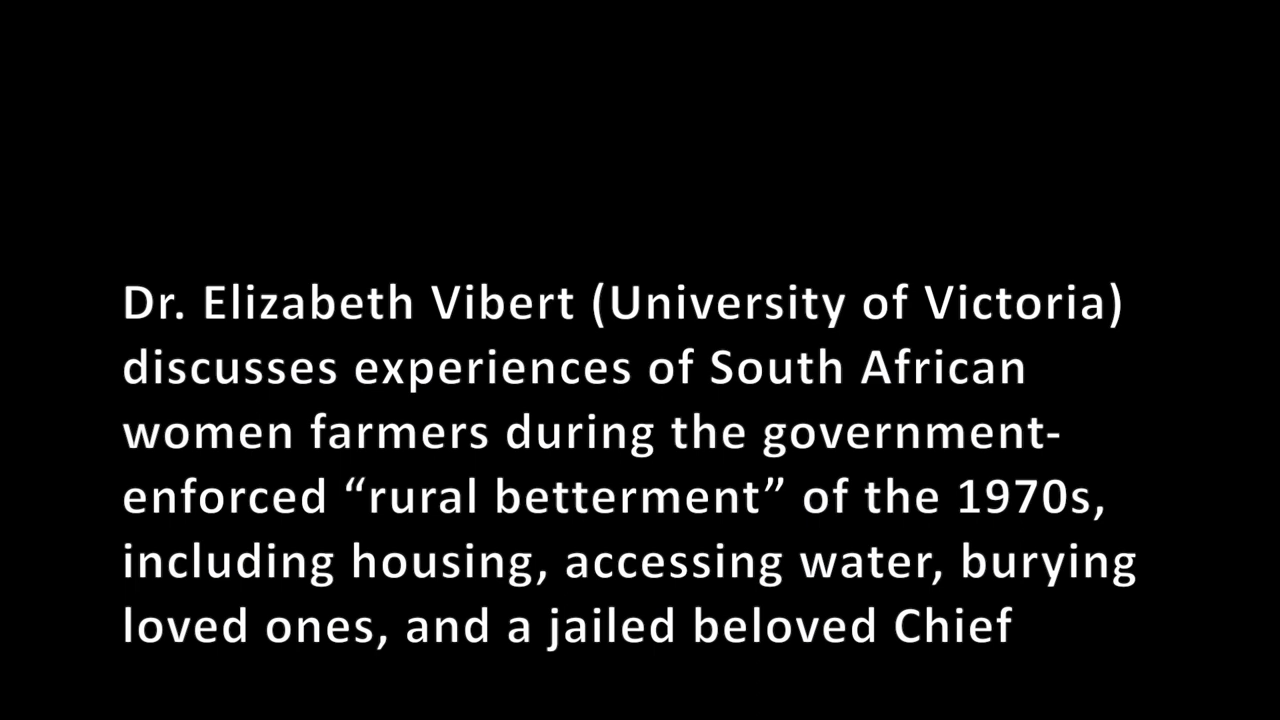 Dr. Elizabeth Vibert (University of Victoria)
discusses experiences of South African
women farmers during the government-
enforced “rural betterment” of the 1970s,
including housing, accessing water, burying
loved ones, and a jailed beloved Chief